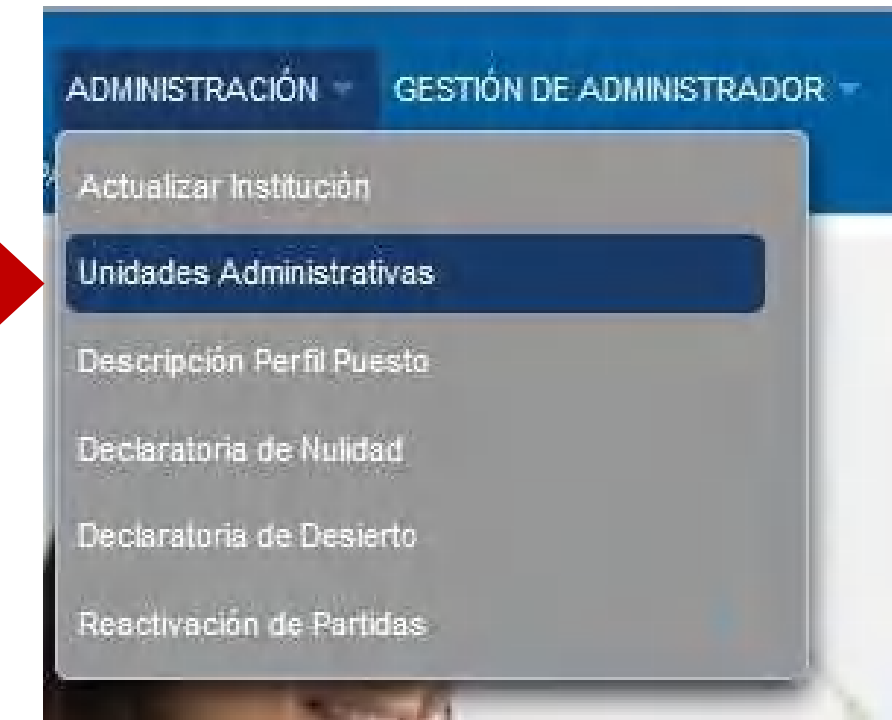 ADMINISTRACIÓN GESTIÓN DE ADMINISTRADOR
Actualizar Institución
Unidades Administrativas
Descripción Perfil Puesto
Declaratoria de Nulidad
Declaratoria de Desierto
Reactivación de Partidas